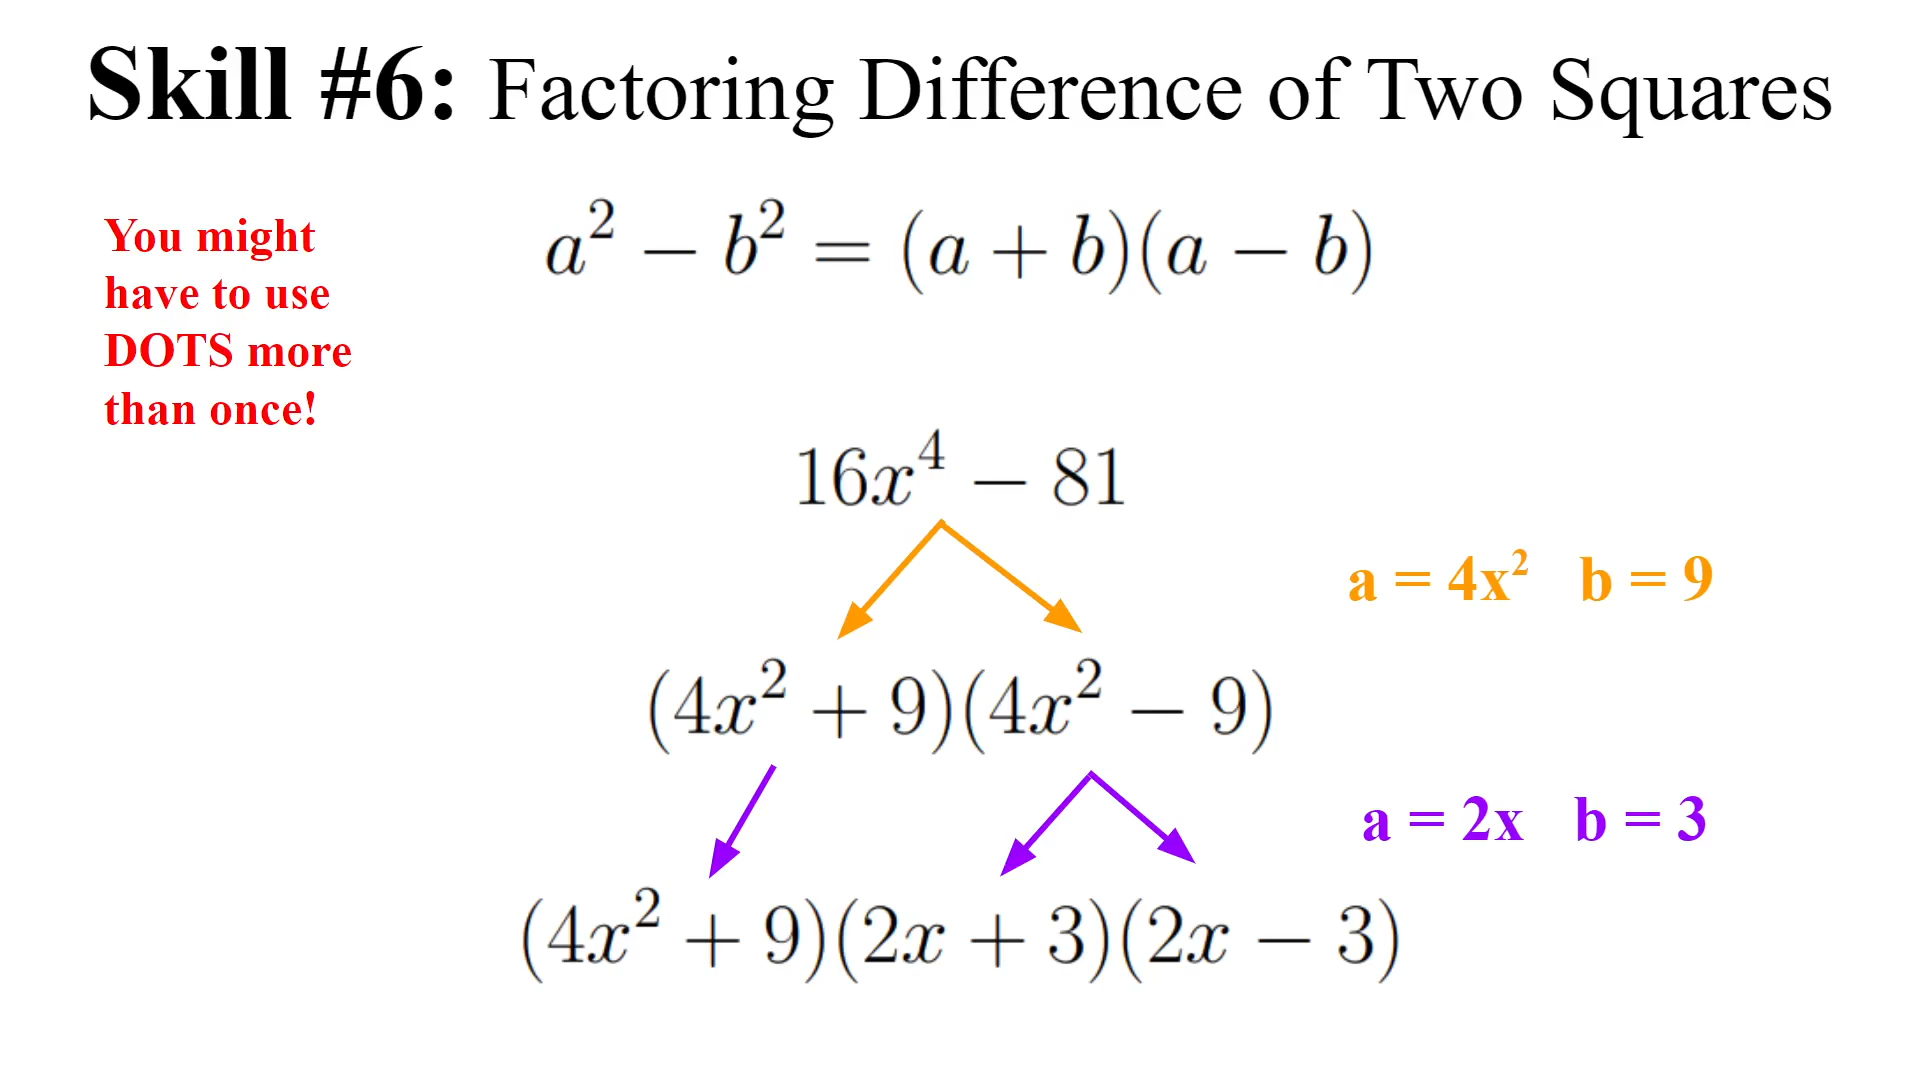 Skill #6: Factoring Difference of Two Squares
You might
have to use
DOTS more
than once!
a² − b² = (a + b)(a − b)
16x⁴ − 81
a = 4x² b = 9
(4x² + 9)(4x² − 9)
a = 2x b = 3
(4x² + 9)(2x + 3)(2x − 3)